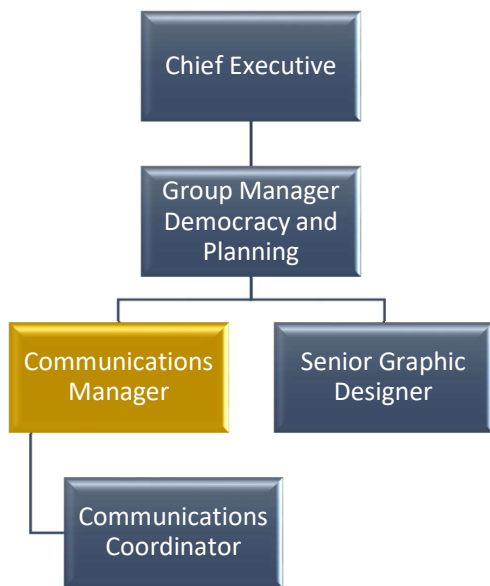 Chief Executive
Group Manager
Democracy and
Planning
Communications
Manager
Senior Graphic
Designer
Communications
Coordinator